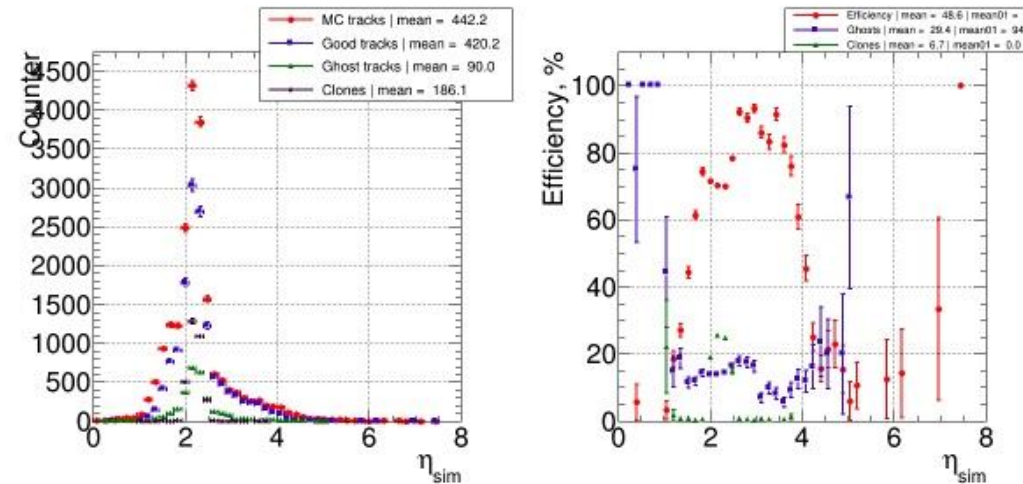 MC tracks | mean = 442.2
Good tracks | mean = 420.2
Ghost tracks | mean = 90.0
Clones | mean = 186.1
Counter
4500
4000
3500
3000
2500
2000
1500
1000
500
0
0 2 4 6 8
ηsim
Efficiency | mean = 48.6 | mean01 =
Ghosts | mean = 29.4 | mean01 = 94
Clones | mean = 6.7 | mean01 = 0.0
Efficiency, %
100
80
60
40
20
0
0 2 4 6 8
ηsim